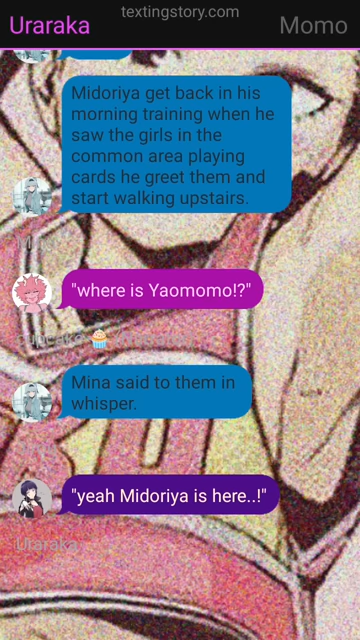 textingstory.com
Uraraka
Momo
Midoriya get back in his
morning training when he
saw the girls in the
common area playing
cards he greet them and
start walking upstairs.
"where is Yaomomo!?"
Mina said to them in
whisper.
"yeah Midoriya is here..!"
Uraraka